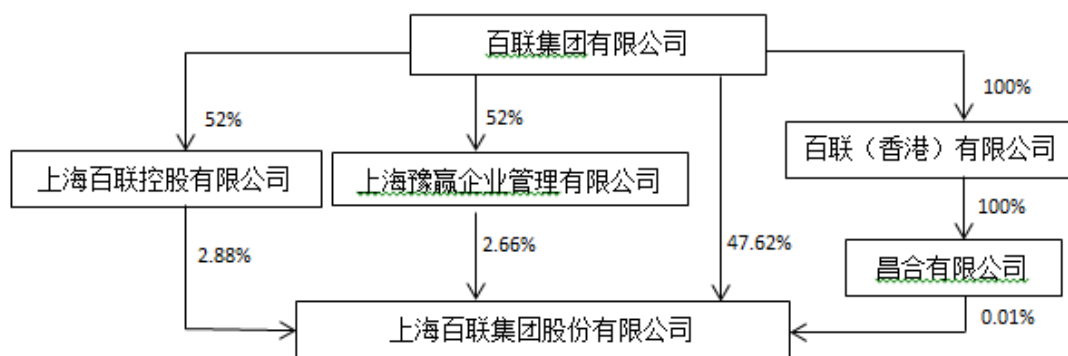 百联集团有限公司
52%
52%
100%
上海百联控股有限公司
上海豫赢企业管理有限公司
百联（香港）有限公司
2.88%
2.66%
47.62%
100%
昌合有限公司
0.01%
上海百联集团股份有限公司